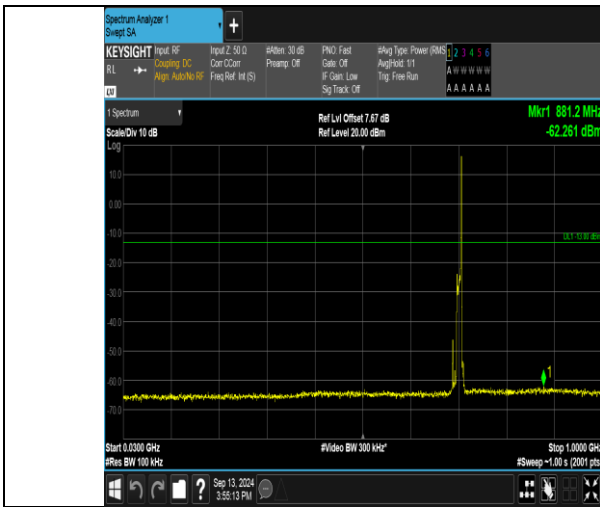 Spectrum Analyzer 1
Swept SA
+
KEYSIGHT Input: RF Input Z: 50 Ω #Atten: 30 dB PNO: Fast #Avg Type: Power (RMS 1 2 3 4 5 6
RL Coupling: DC Corr CCorr Preamp: Off Gate: Off Avg|Hold: 1/1 A W W W W W
Align: Auto/No RF Freq Ref: Int (S) IF Gain: Low Trig: Free Run
LXI Sig Track: Off A A A A A A
1 Spectrum Ref Lvl Offset 7.67 dB Mkr1 881.2 MHz
Scale/Div 10 dB Ref Level 20.00 dBm -62.261 dBm
Log
10.0
0.00
-10.0
DL1 -13.00 dBm
-20.0
-30.0
-40.0
-50.0
-60.0
1
-70.0
Start 0.0300 GHz #Video BW 300 kHz* Stop 1.0000 GHz
#Res BW 100 kHz #Sweep ~1.00 s (2001 pts
? Sep 13, 2024
3:55:13 PM